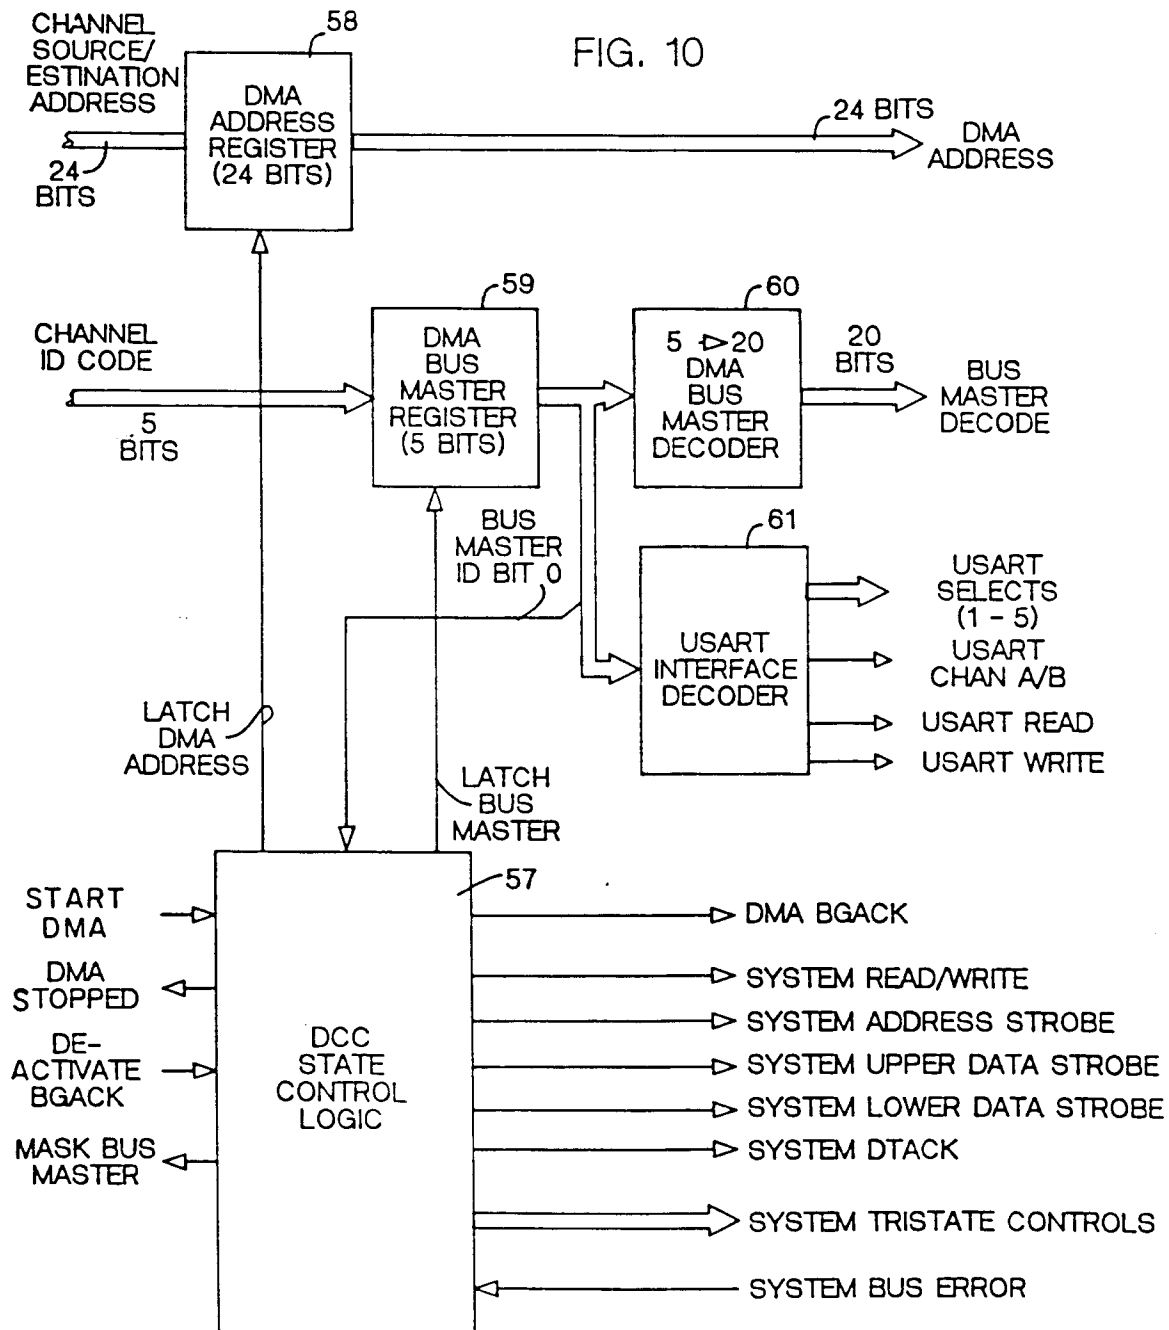 FIG. 10
CHANNEL
SOURCE/
ESTINATION
ADDRESS
24
BITS
58
DMA
ADDRESS
REGISTER
(24 BITS)
24 BITS
DMA
ADDRESS
CHANNEL
ID CODE
5
BITS
59
DMA
BUS
MASTER
REGISTER
(5 BITS)
60
5 → 20
DMA
BUS
MASTER
DECODER
20
BITS
BUS
MASTER
DECODE
BUS
MASTER
ID BIT 0
61
USART
INTERFACE
DECODER
USART
SELECTS
(1 - 5)
USART
CHAN A/B
USART READ
USART WRITE
LATCH
DMA
ADDRESS
LATCH
BUS
MASTER
57
DCC
STATE
CONTROL
LOGIC
START
DMA
DMA
STOPPED
DE-
ACTIVATE
BGACK
MASK BUS
MASTER
DMA BGACK
SYSTEM READ/WRITE
SYSTEM ADDRESS STROBE
SYSTEM UPPER DATA STROBE
SYSTEM LOWER DATA STROBE
SYSTEM DTACK
SYSTEM TRISTATE CONTROLS
SYSTEM BUS ERROR